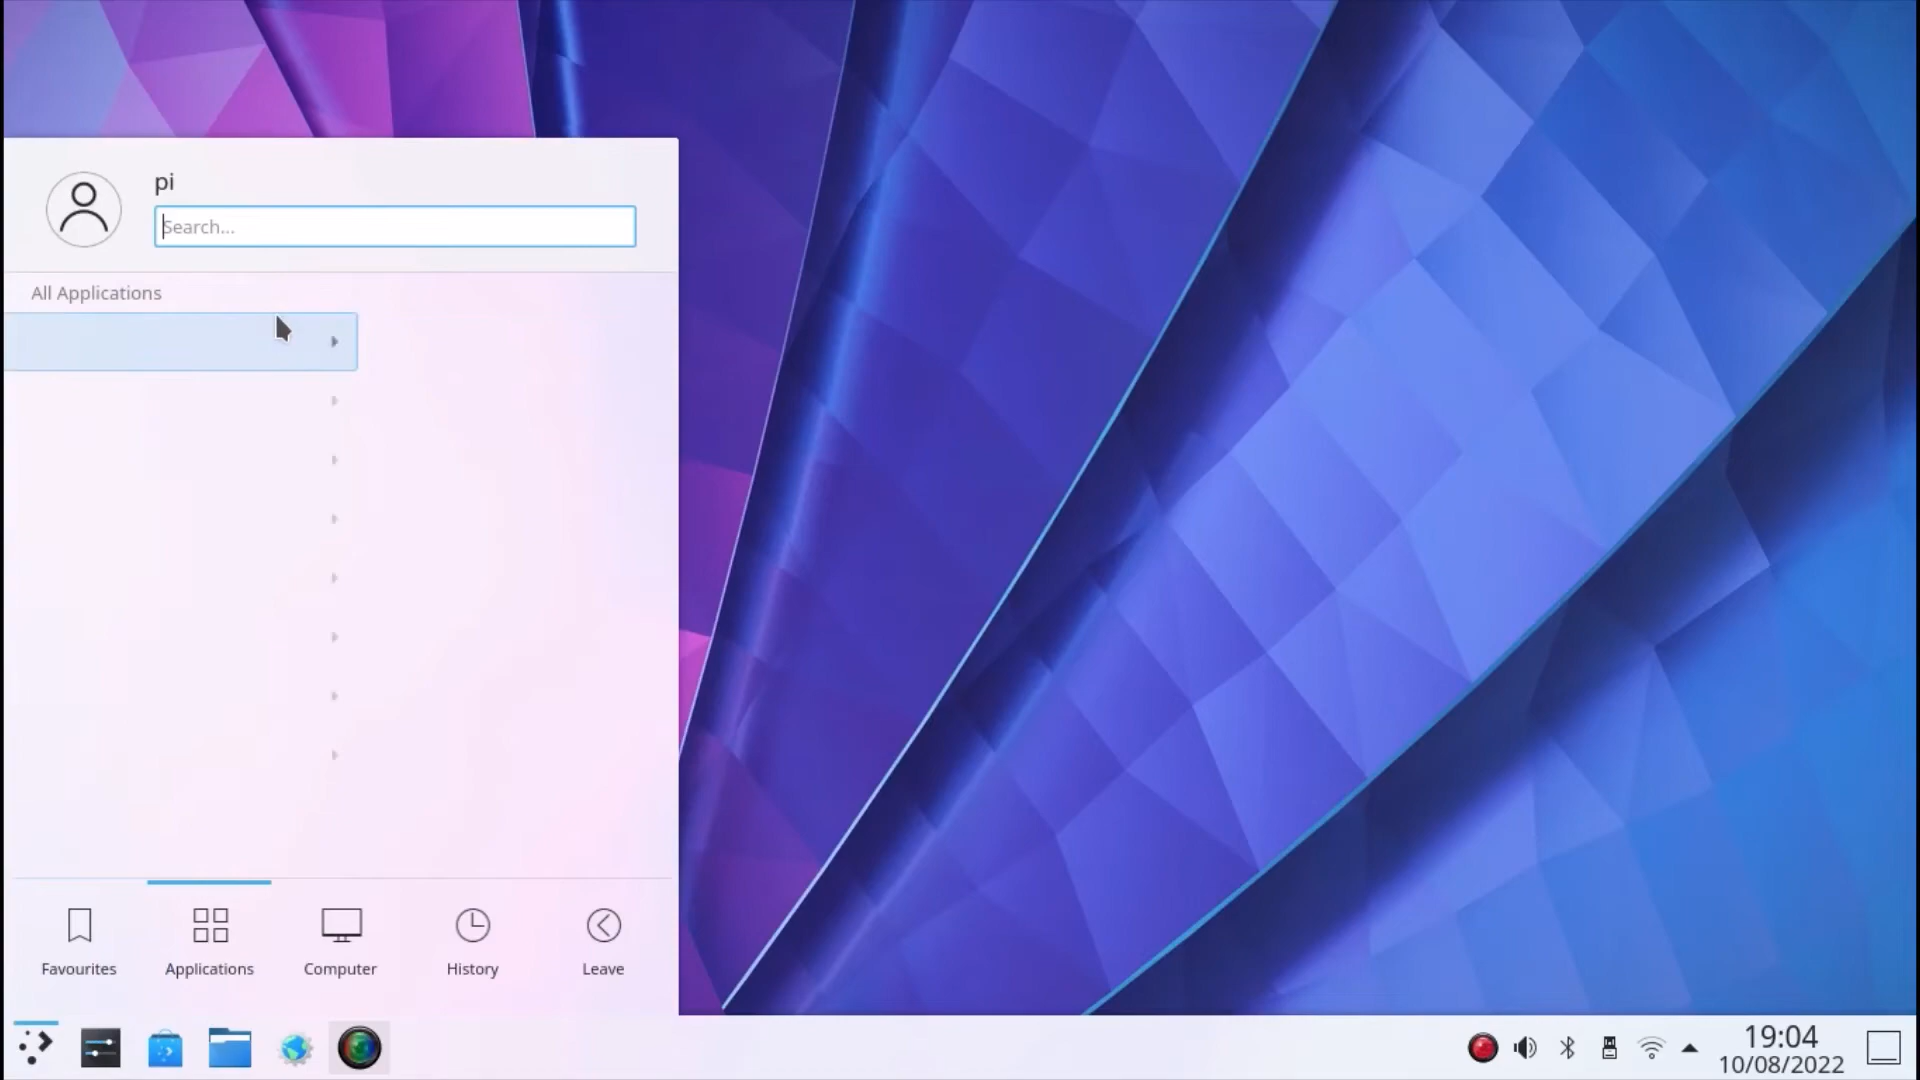 pi
Search...
All Applications
Favourites
Applications
Computer
History
Leave
19:04
10/08/2022